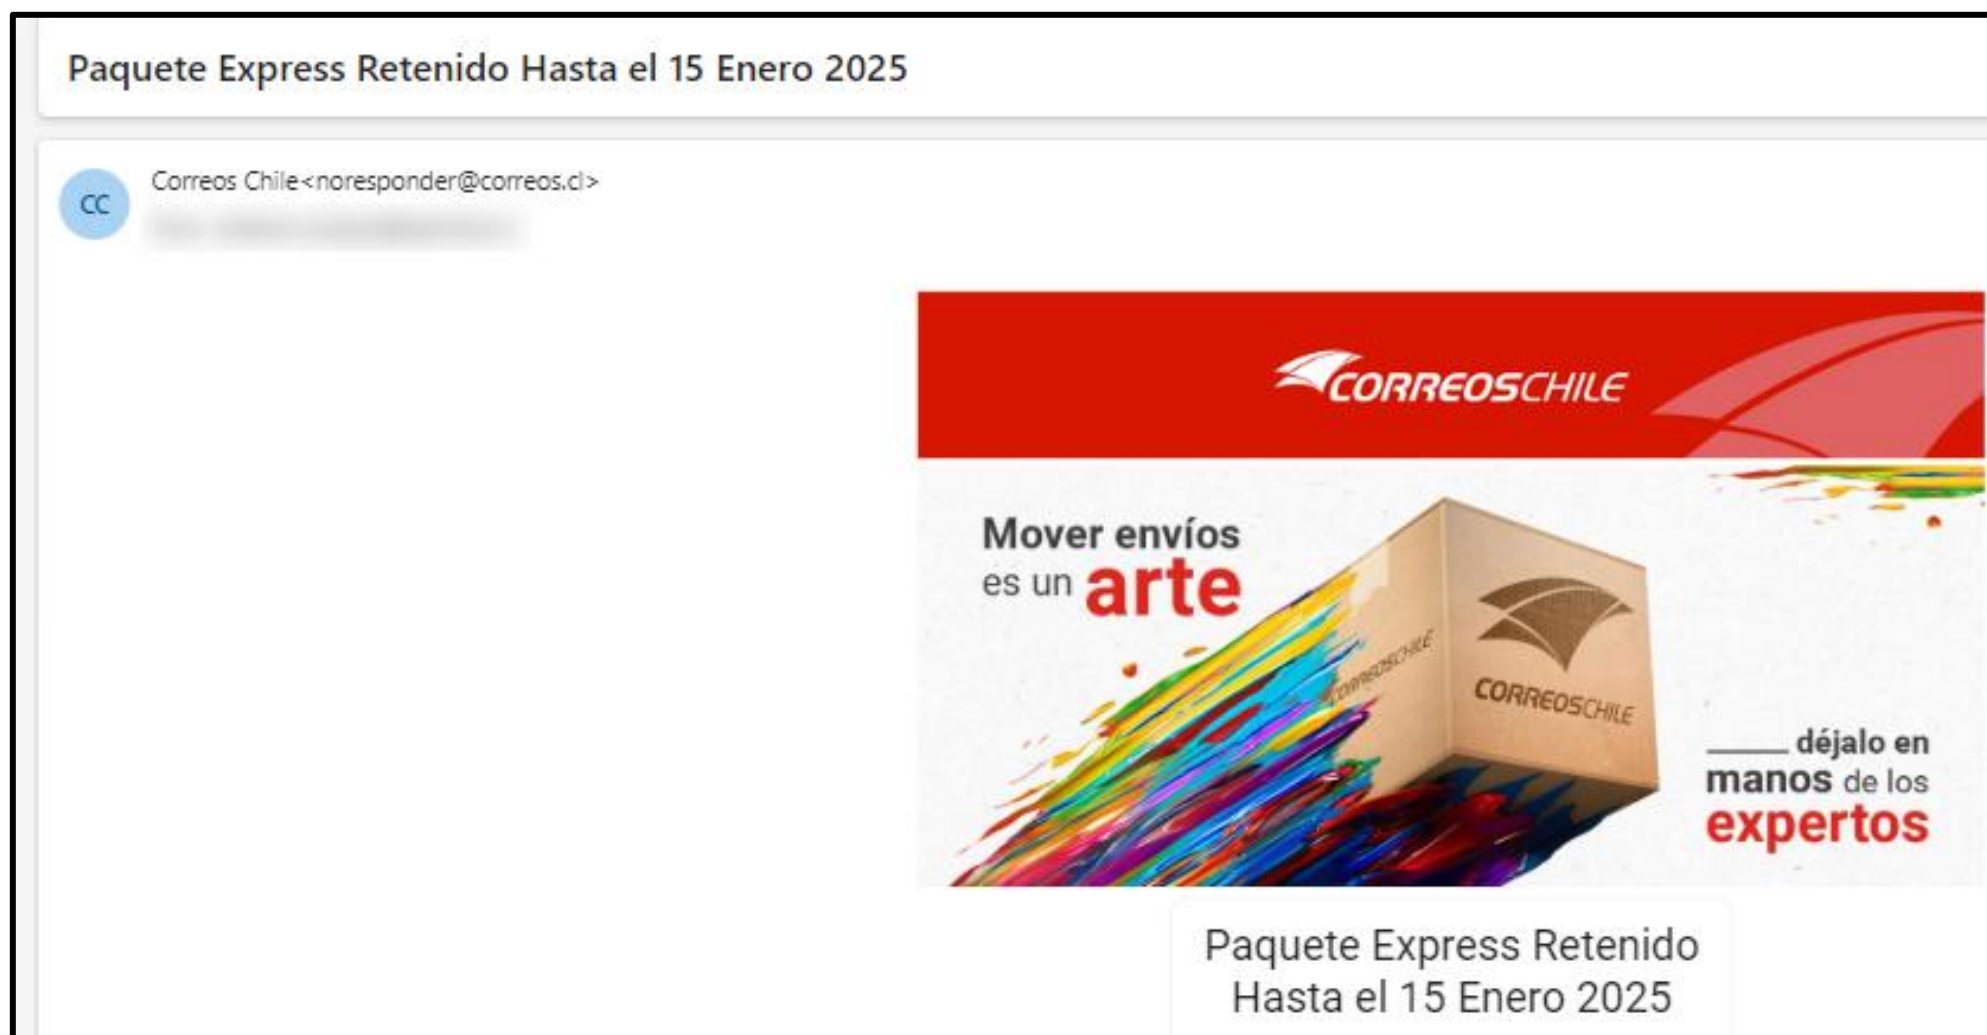 Paquete Express Retenido Hasta el 15 Enero 2025
CC
Correos Chile<noresponder@correos.cl>
CORREOSCHILE
Mover envíos
es un arte
CORREOSCHILE
CORREOSCHILE
déjalo en
manos de los
expertos
Paquete Express Retenido
Hasta el 15 Enero 2025